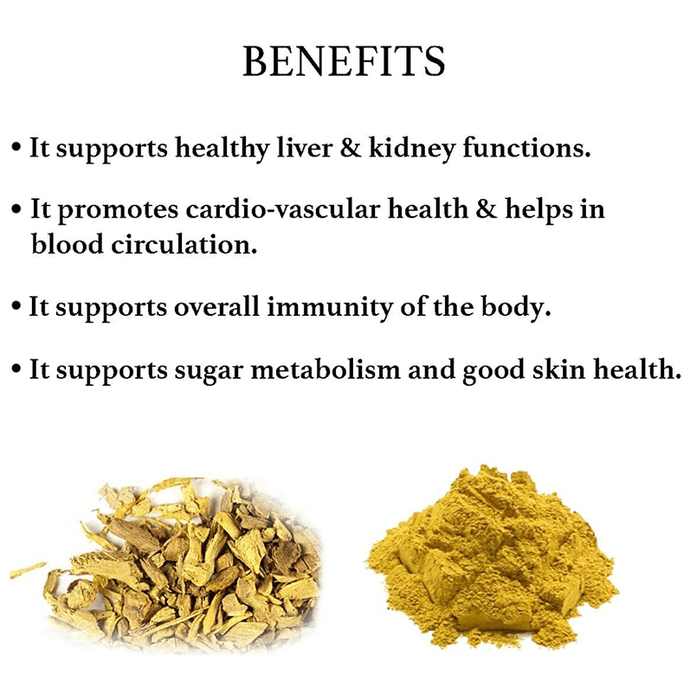 BENEFITS
• It supports healthy liver & kidney functions.
• It promotes cardio-vascular health & helps in
blood circulation.
• It supports overall immunity of the body.
• It supports sugar metabolism and good skin health.